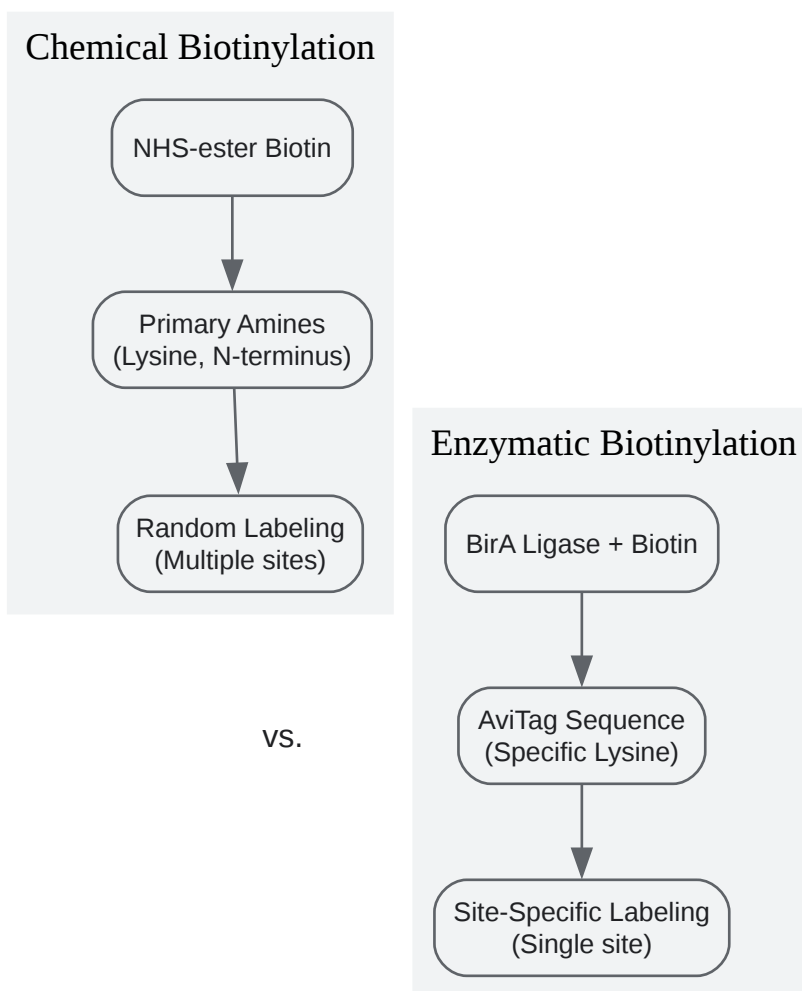 Chemical Biotinylation
NHS-ester Biotin
Primary Amines
(Lysine, N-terminus)
Random Labeling
(Multiple sites)
vs.
Enzymatic Biotinylation
BirA Ligase + Biotin
AviTag Sequence
(Specific Lysine)
Site-Specific Labeling
(Single site)